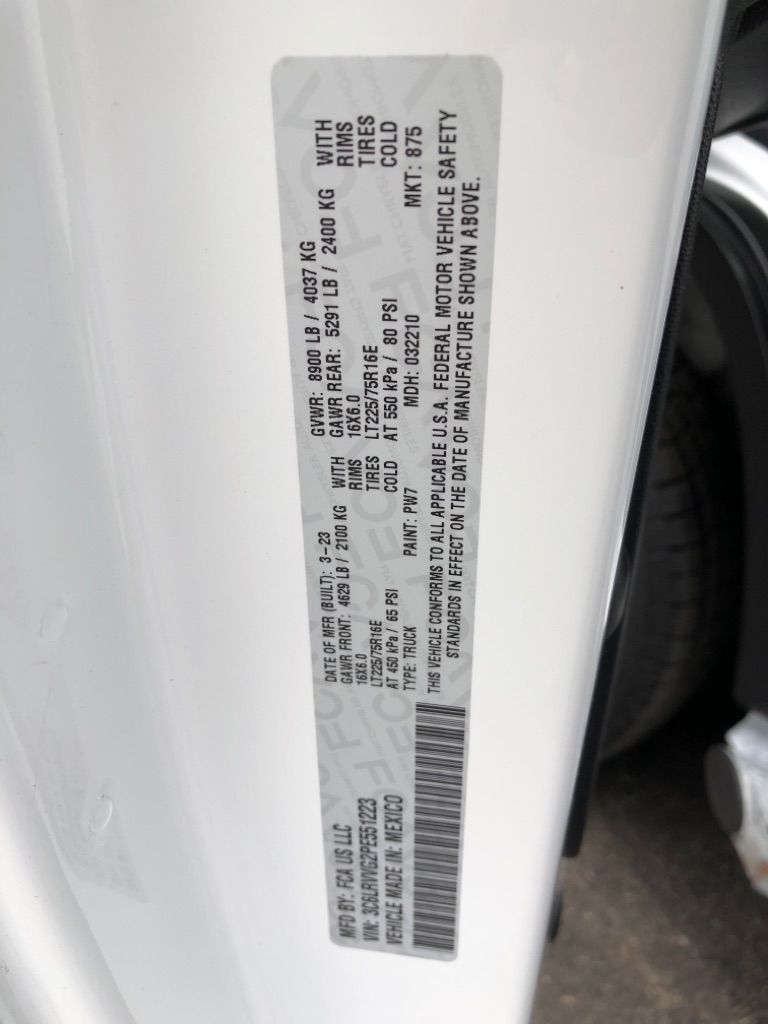 MFD BY: FCA US LLC DATE OF MFR (BUILT): 3-23 GVWR: 8900 LB / 4037 KG
VIN: 3C6LRVVG2PE551223 GAWR FRONT: 4629 LB / 2100 KG WITH GAWR REAR: 5291 LB / 2400 KG WITH
VEHICLE MADE IN: MEXICO 16X6.0 RIMS 16X6.0 RIMS
LT225/75R16E TIRES LT225/75R16E TIRES
AT 450 kPa / 65 PSI COLD AT 550 kPa / 80 PSI COLD
TYPE: TRUCK PAINT: PW7 MDH: 032210 MKT: 875
THIS VEHICLE CONFORMS TO ALL APPLICABLE U.S.A. FEDERAL MOTOR VEHICLE SAFETY
STANDARDS IN EFFECT ON THE DATE OF MANUFACTURE SHOWN ABOVE.